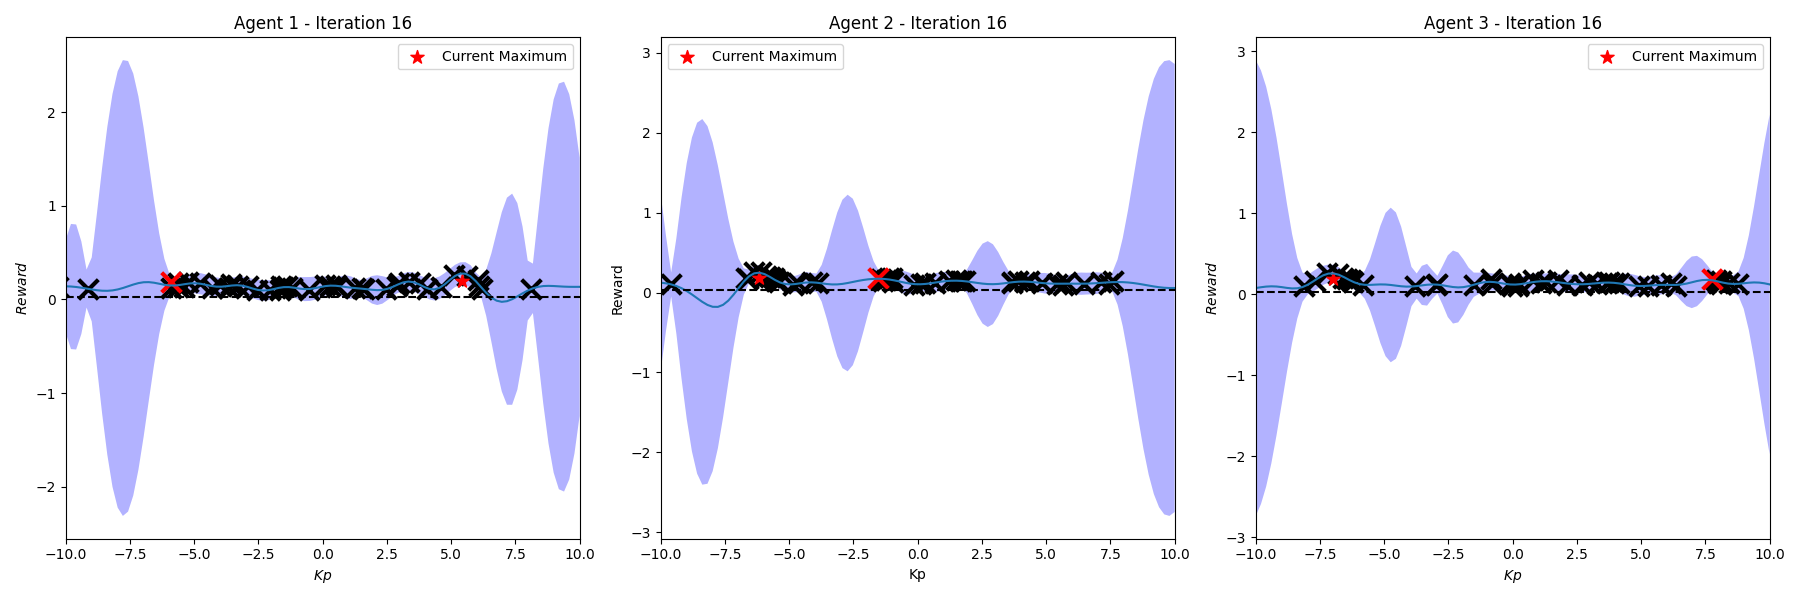 Agent 1 - Iteration 16
Current Maximum
Reward
2
1
0
−1
−2
−10.0 −7.5 −5.0 −2.5 0.0 2.5 5.0 7.5 10.0
Kp
Agent 2 - Iteration 16
Current Maximum
Reward
3
2
1
0
−1
−2
−3
−10.0 −7.5 −5.0 −2.5 0.0 2.5 5.0 7.5 10.0
Kp
Agent 3 - Iteration 16
Current Maximum
Reward
3
2
1
0
−1
−2
−3
−10.0 −7.5 −5.0 −2.5 0.0 2.5 5.0 7.5 10.0
Kp